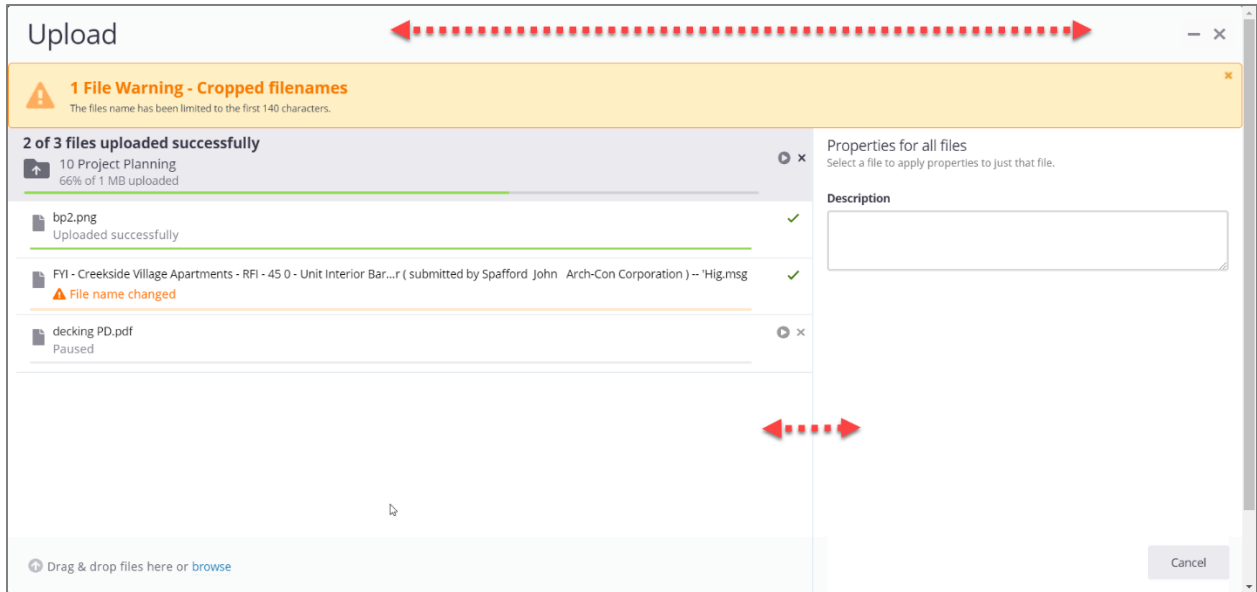 Upload
1 File Warning - Cropped filenames
The files name has been limited to the first 140 characters.
2 of 3 files uploaded successfully
10 Project Planning
66% of 1 MB uploaded
bp2.png
Uploaded successfully
FYI - Creekside Village Apartments - RFI - 45 0 - Unit Interior Bar...r ( submitted by Spafford John Arch-Con Corporation ) -- 'Hig.msg
File name changed
decking PD.pdf
Paused
Drag & drop files here or browse
Properties for all files
Select a file to apply properties to just that file.
Description
Cancel